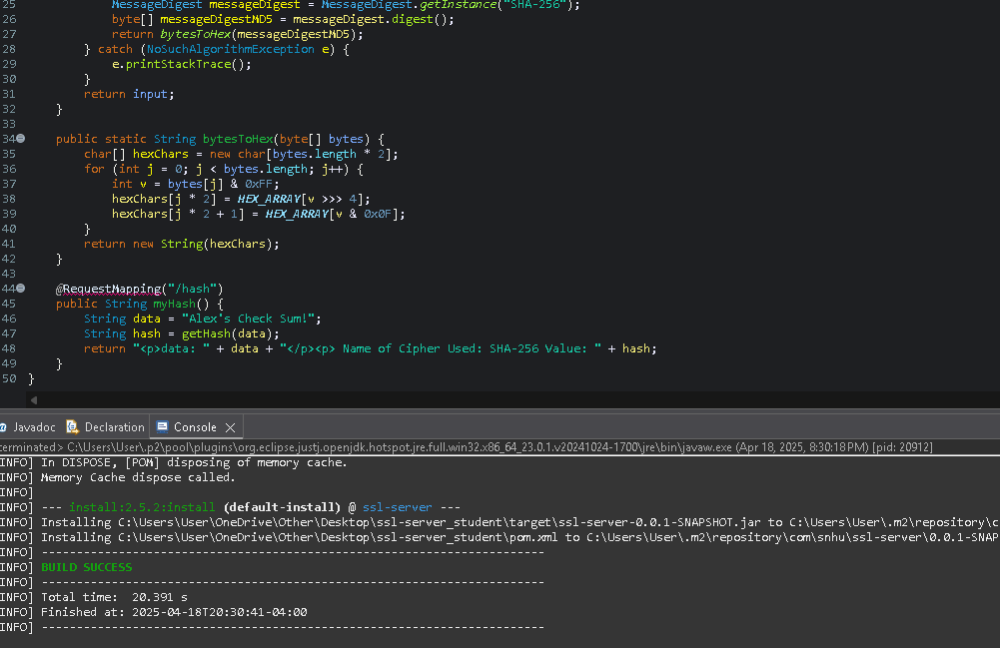 25 MessageDigest messageDigest = MessageDigest.getInstance("SHA-256");
26 byte[] messageDigestMD5 = messageDigest.digest();
27 return bytesToHex(messageDigestMD5);
28 } catch (NoSuchAlgorithmException e) {
29 e.printStackTrace();
30 }
31 return input;
32 }
33
34 public static String bytesToHex(byte[] bytes) {
35 char[] hexChars = new char[bytes.length * 2];
36 for (int j = 0; j < bytes.length; j++) {
37 int v = bytes[j] & 0xFF;
38 hexChars[j * 2] = HEX_ARRAY[v >>> 4];
39 hexChars[j * 2 + 1] = HEX_ARRAY[v & 0x0F];
40 }
41 return new String(hexChars);
42 }
43
44 @RequestMapping("/hash")
45 public String myHash() {
46 String data = "Alex's Check Sum!";
47 String hash = getHash(data);
48 return "<p>data: " + data + "</p><p> Name of Cipher Used: SHA-256 Value: " + hash;
49 }
50 }
@ Javadoc Declaration Console
terminated> C:\Users\User\.p2\pool\plugins\org.eclipse.justj.openjdk.hotspot.jre.full.win32.x86_64_23.0.1.v20241024-1700\jre\bin\javaw.exe (Apr 18, 2025, 8:30:18 PM) [pid: 20912]
INFO] In DISPOSE, [POM] disposing of memory cache.
INFO] Memory Cache dispose called.
INFO]
INFO] --- install:2.5.2:install (default-install) @ ssl-server ---
INFO] Installing C:\Users\User\OneDrive\Other\Desktop\ssl-server_student\target\ssl-server-0.0.1-SNAPSHOT.jar to C:\Users\User\.m2\repository\c
INFO] Installing C:\Users\User\OneDrive\Other\Desktop\ssl-server_student\pom.xml to C:\Users\User\.m2\repository\com\snhu\ssl-server\0.0.1-SNAP
INFO] ------------------------------------------------------------------------
INFO] BUILD SUCCESS
INFO] ------------------------------------------------------------------------
INFO] Total time:  20.391 s
INFO] Finished at: 2025-04-18T20:30:41-04:00
INFO] ------------------------------------------------------------------------